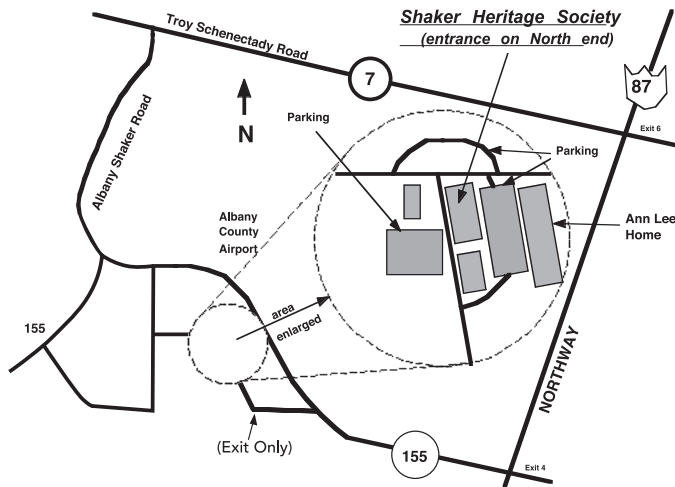 Shaker Heritage Society
(entrance on North end)
Troy Schenectady Road
7
87
Exit 6
N
Parking
Parking
Albany Shaker Road
Albany
County
Airport
Ann Lee
Home
area
enlarged
155
NORTHWAY
(Exit Only)
155
Exit 4